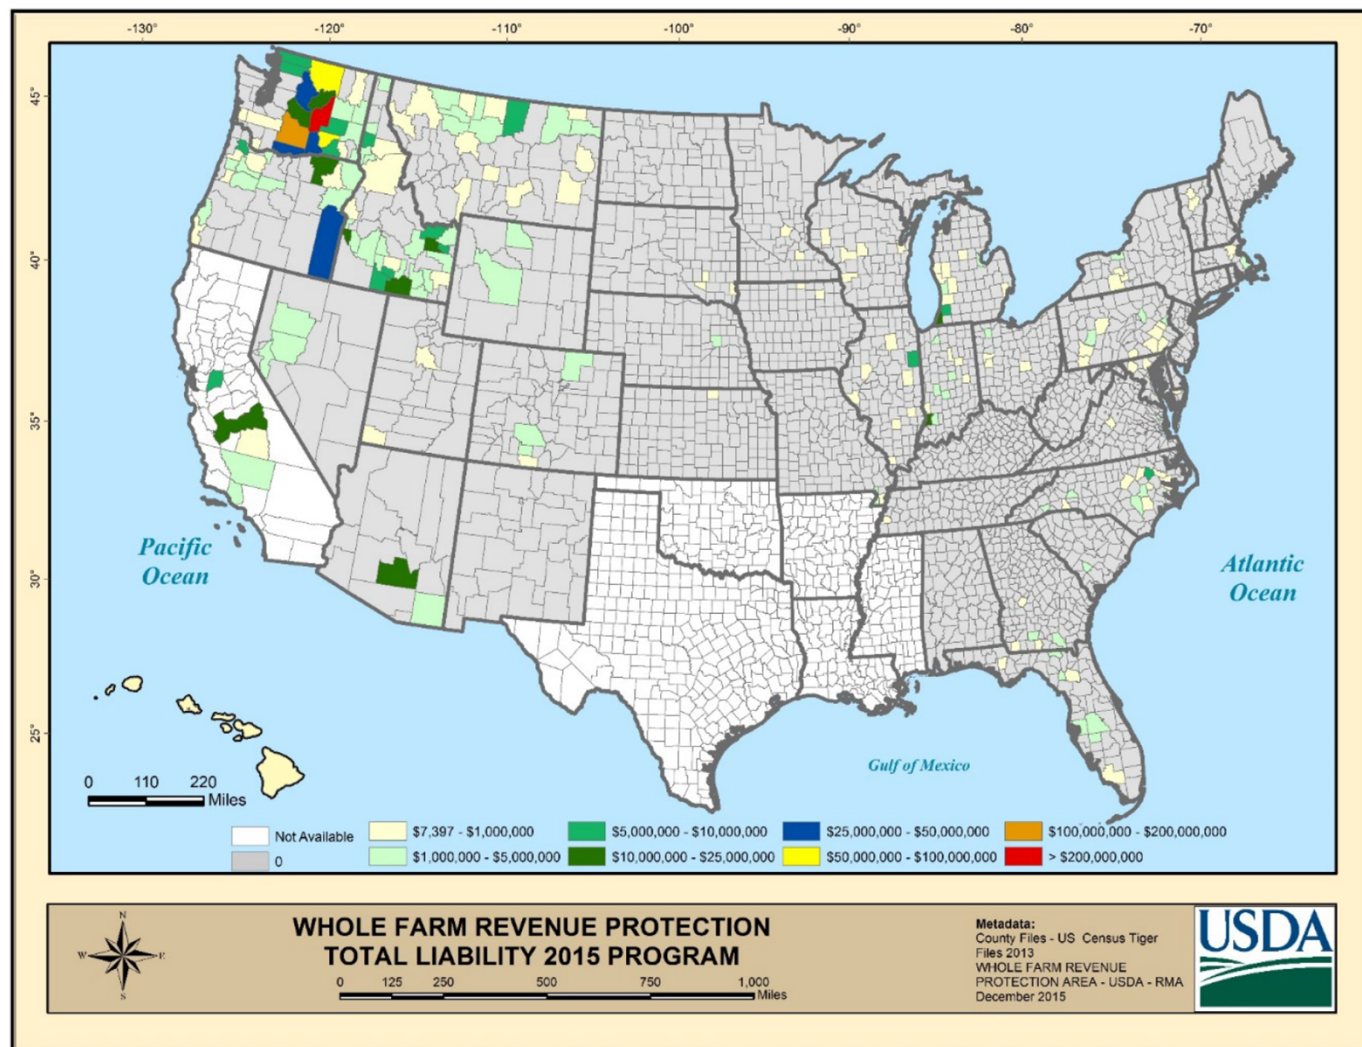 -130°
-120°
-110°
-100°
-90°
-80°
-70°
45°
40°
35°
30°
25°
Pacific
Ocean
Atlantic
Ocean
Gulf of Mexico
0 110 220
Miles
Not Available
0
$7,397 - $1,000,000
$1,000,000 - $5,000,000
$5,000,000 - $10,000,000
$10,000,000 - $25,000,000
$25,000,000 - $50,000,000
$50,000,000 - $100,000,000
$100,000,000 - $200,000,000
> $200,000,000
N
W
E
S
WHOLE FARM REVENUE PROTECTION
TOTAL LIABILITY 2015 PROGRAM
0 125 250 500 750 1,000
Miles
Metadata:
County Files - US Census Tiger
Files 2013
WHOLE FARM REVENUE
PROTECTION AREA - USDA - RMA
December 2015
USDA